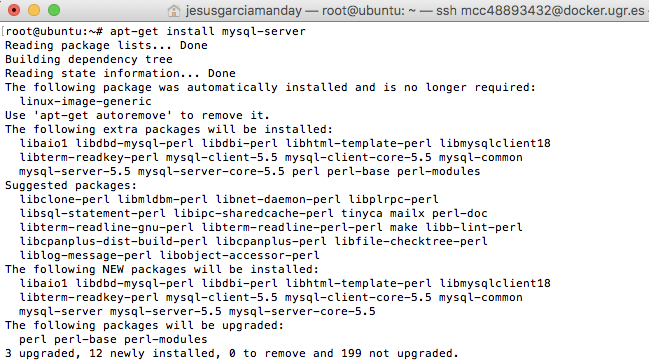 jesusgarciamanday — root@ubuntu: ~ — ssh mcc48893432@docker.ugr.es
[root@ubuntu:~# apt-get install mysql-server
Reading package lists... Done
Building dependency tree
Reading state information... Done
The following package was automatically installed and is no longer required:
  linux-image-generic
Use 'apt-get autoremove' to remove it.
The following extra packages will be installed:
  libaio1 libdbd-mysql-perl libdbi-perl libhtml-template-perl libmysqlclient18
  libterm-readkey-perl mysql-client-5.5 mysql-client-core-5.5 mysql-common
  mysql-server-5.5 mysql-server-core-5.5 perl perl-base perl-modules
Suggested packages:
  libclone-perl libmldbm-perl libnet-daemon-perl libplrpc-perl
  libsql-statement-perl libipc-sharedcache-perl tinyca mailx perl-doc
  libterm-readline-gnu-perl libterm-readline-perl-perl make libb-lint-perl
  libcpanplus-dist-build-perl libcpanplus-perl libfile-checktree-perl
  liblog-message-perl libobject-accessor-perl
The following NEW packages will be installed:
  libaio1 libdbd-mysql-perl libdbi-perl libhtml-template-perl libmysqlclient18
  libterm-readkey-perl mysql-client-5.5 mysql-client-core-5.5 mysql-common
  mysql-server mysql-server-5.5 mysql-server-core-5.5
The following packages will be upgraded:
  perl perl-base perl-modules
3 upgraded, 12 newly installed, 0 to remove and 199 not upgraded.